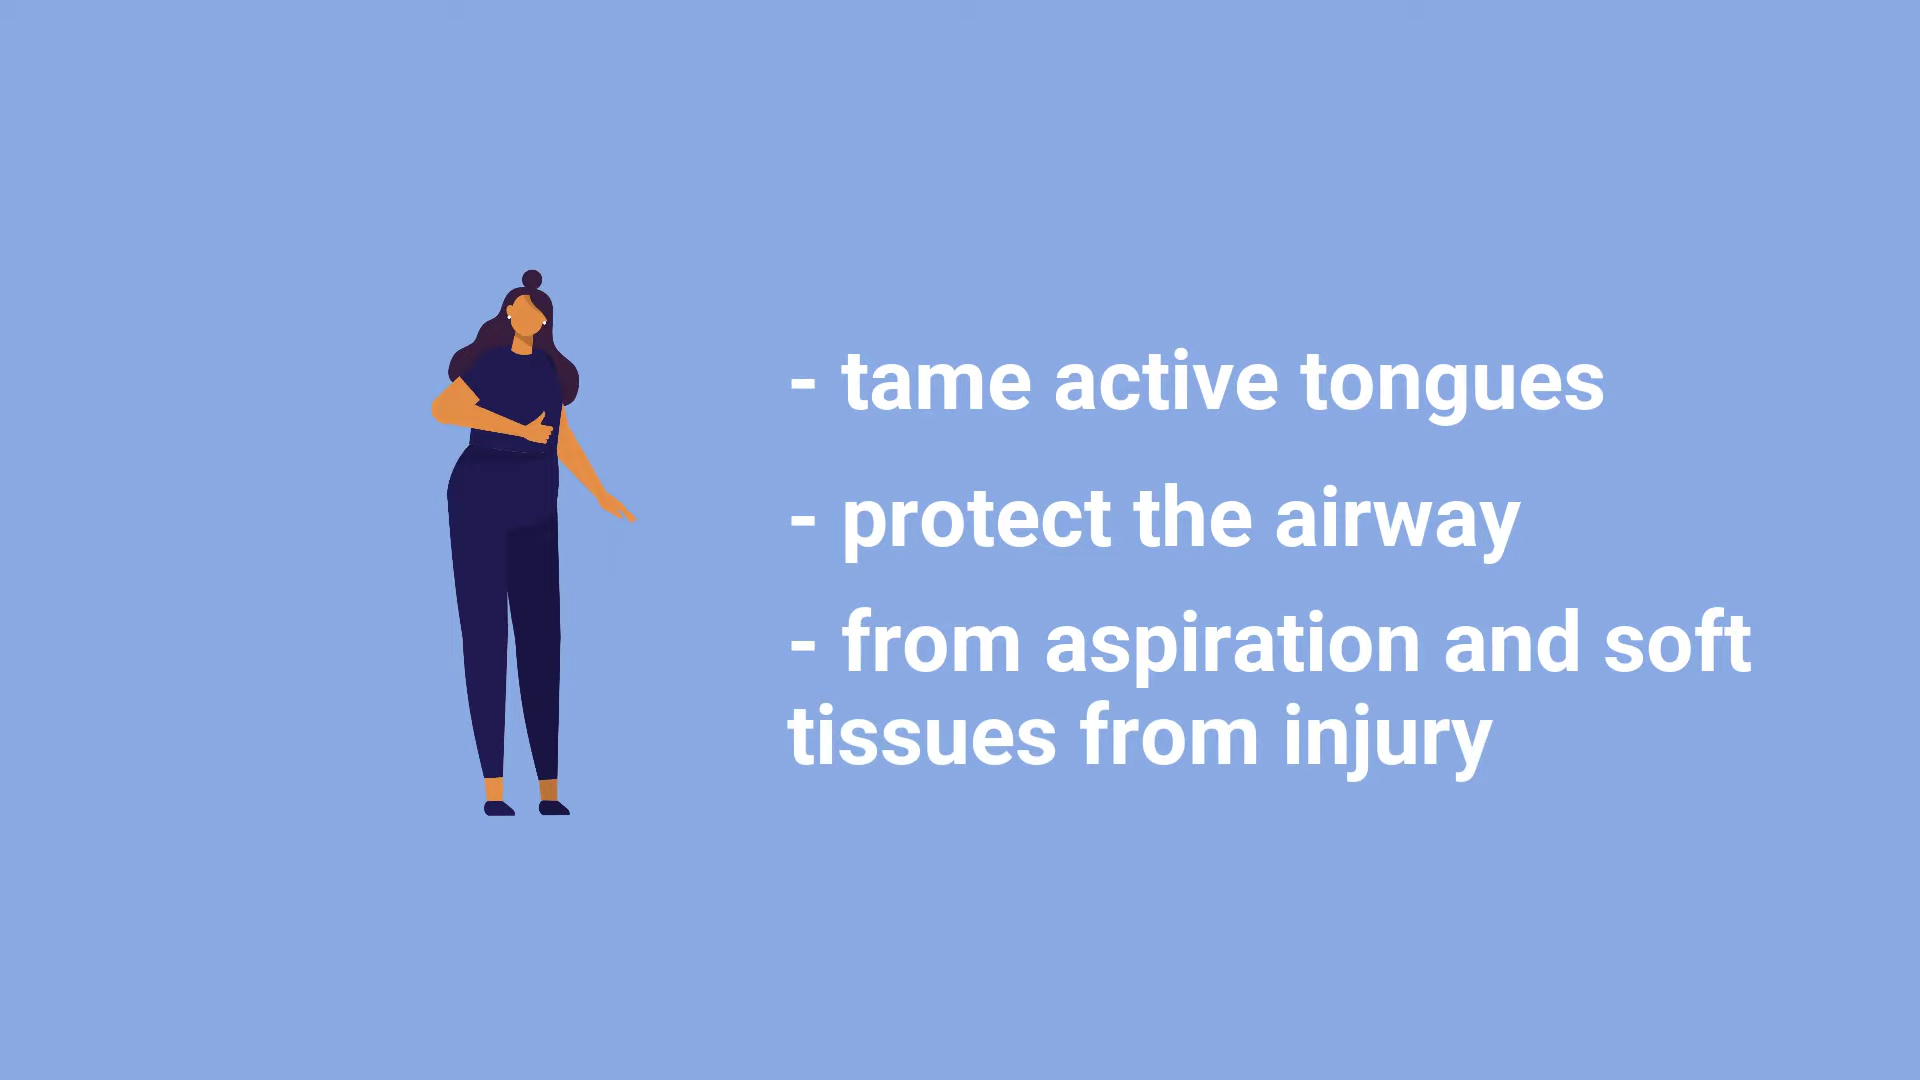 - tame active tongues
- protect the airway
- from aspiration and soft
tissues from injury